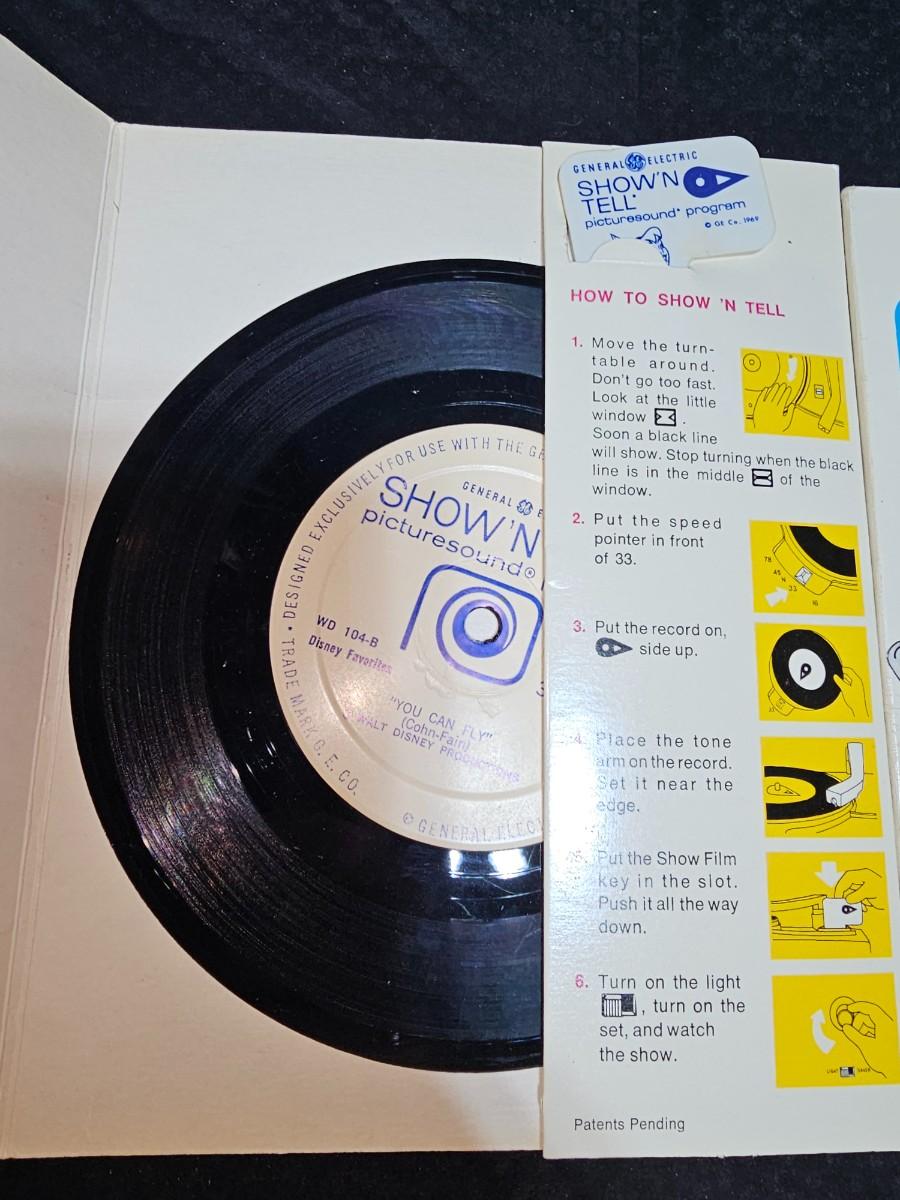 GENERAL GE ELECTRIC
SHOW'N
TELL
picturesound program
© GE Co. 1969
HOW TO SHOW 'N TELL
1. Move the turn-
table around.
Don't go too fast.
Look at the little
window .
Soon a black line
will show. Stop turning when the black
line is in the middle of the
window.
2. Put the speed
pointer in front
of 33.
78
45
N
33
16
3. Put the record on,
side up.
4. Place the tone
arm on the record.
Set it near the
edge.
5. Put the Show Film
key in the slot.
Push it all the way
down.
6. Turn on the light
, turn on the
set, and watch
the show.
LIGHT
Patents Pending
• DESIGNED EXCLUSIVELY FOR USE WITH THE
GENERAL GE
SHOW'N
picturesound®
WD 104-B
Disney Favorites
"YOU CAN FLY"
(Cohn-Fain)
WALT DISNEY PRODUCTIONS
TRADE MARK G. E. CO.
© GENERAL ELEC